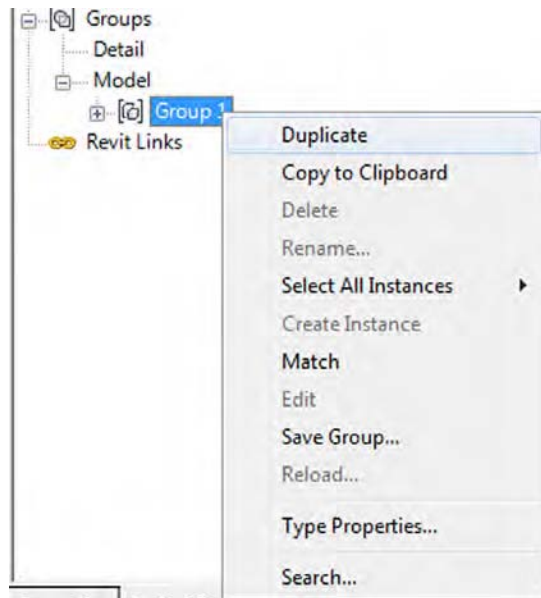 Groups
Detail
Model
Group 1
Revit Links
Duplicate
Copy to Clipboard
Delete
Rename...
Select All Instances
Create Instance
Match
Edit
Save Group...
Reload...
Type Properties...
Search...